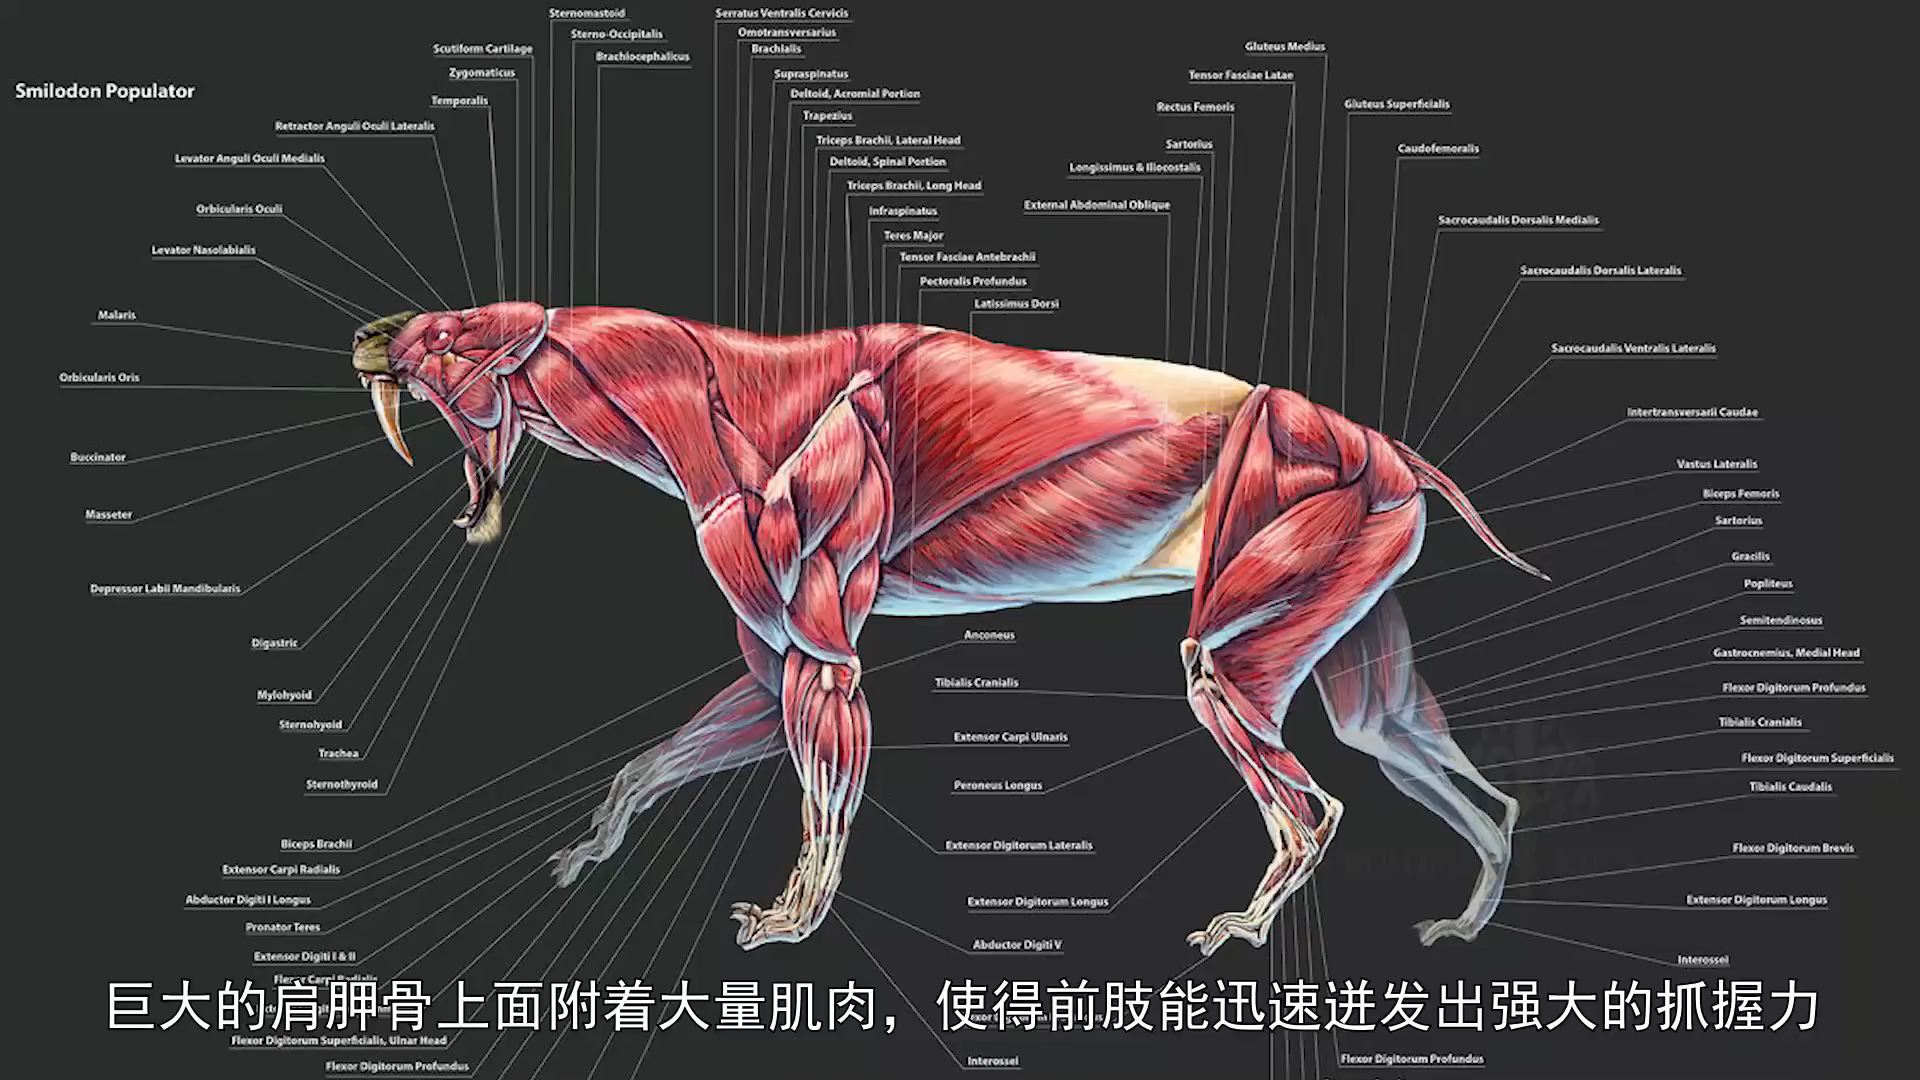 Smilodon Populator
Sternomastoid
Sterno-Occipitalis
Brachiocephalicus
Scutiform Cartilage
Zygomaticus
Temporalis
Retractor Anguli Oculi Lateralis
Levator Anguli Oculi Medialis
Orbicularis Oculi
Levator Nasolabialis
Malaris
Orbicularis Oris
Buccinator
Masseter
Depressor Labii Mandibularis
Digastric
Mylohyoid
Sternohyoid
Trachea
Sternothyroid
Biceps Brachii
Extensor Carpi Radialis
Abductor Digiti I Longus
Pronator Teres
Extensor Digiti I & II
Flexor Carpi Radialis
Flexor Digitorum Superficialis, Ulnar Head
Flexor Digitorum Profundus
Serratus Ventralis Cervicis
Omotransversarius
Brachialis
Supraspinatus
Deltoid, Acromial Portion
Trapezius
Triceps Brachii, Lateral Head
Deltoid, Spinal Portion
Triceps Brachii, Long Head
Infraspinatus
Teres Major
Tensor Fasciae Antebrachii
Pectoralis Profundus
Latissimus Dorsi
Gluteus Medius
Tensor Fasciae Latae
Rectus Femoris
Sartorius
Longissimus & Iliocostalis
External Abdominal Oblique
Gluteus Superficialis
Caudofemoralis
Sacrocaudalis Dorsalis Medialis
Sacrocaudalis Dorsalis Lateralis
Sacrocaudalis Ventralis Lateralis
Intertransversarii Caudae
Vastus Lateralis
Biceps Femoris
Sartorius
Gracilis
Popliteus
Semitendinosus
Gastrocnemius, Medial Head
Flexor Digitorum Profundus
Tibialis Cranialis
Flexor Digitorum Superficialis
Tibialis Caudalis
Flexor Digitorum Brevis
Extensor Digitorum Longus
Interossei
Anconeus
Tibialis Cranialis
Extensor Carpi Ulnaris
Peroneus Longus
Extensor Digitorum Lateralis
Extensor Digitorum Longus
Abductor Digiti V
Interossei
Flexor Digitorum Profundus
巨大的肩胛骨上面附着大量肌肉，使得前肢能迅速迸发出强大的抓握力